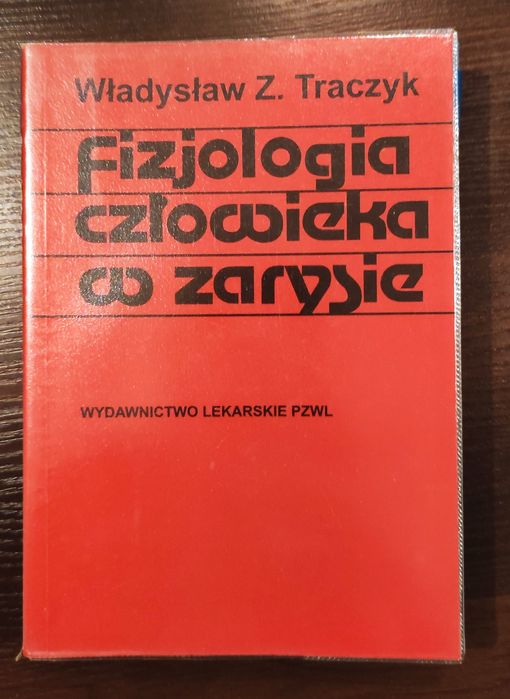 Władysław Z. Traczyk
fizjologia
człowieka
w zarysie
WYDAWNICTWO LEKARSKIE PZWL